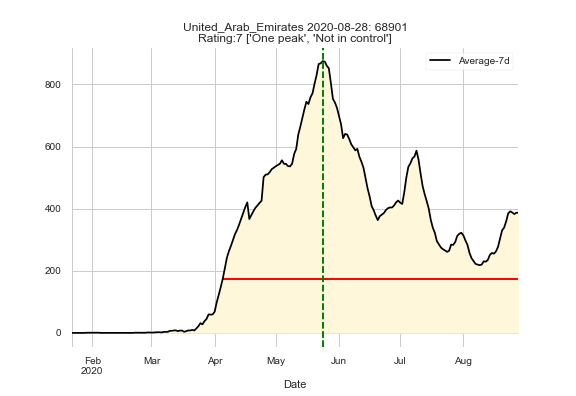 United_Arab_Emirates 2020-08-28: 68901
Rating:7 ['One peak', 'Not in control']
Average-7d
800
600
400
200
0
Feb Mar Apr May Jun Jul Aug
2020
Date